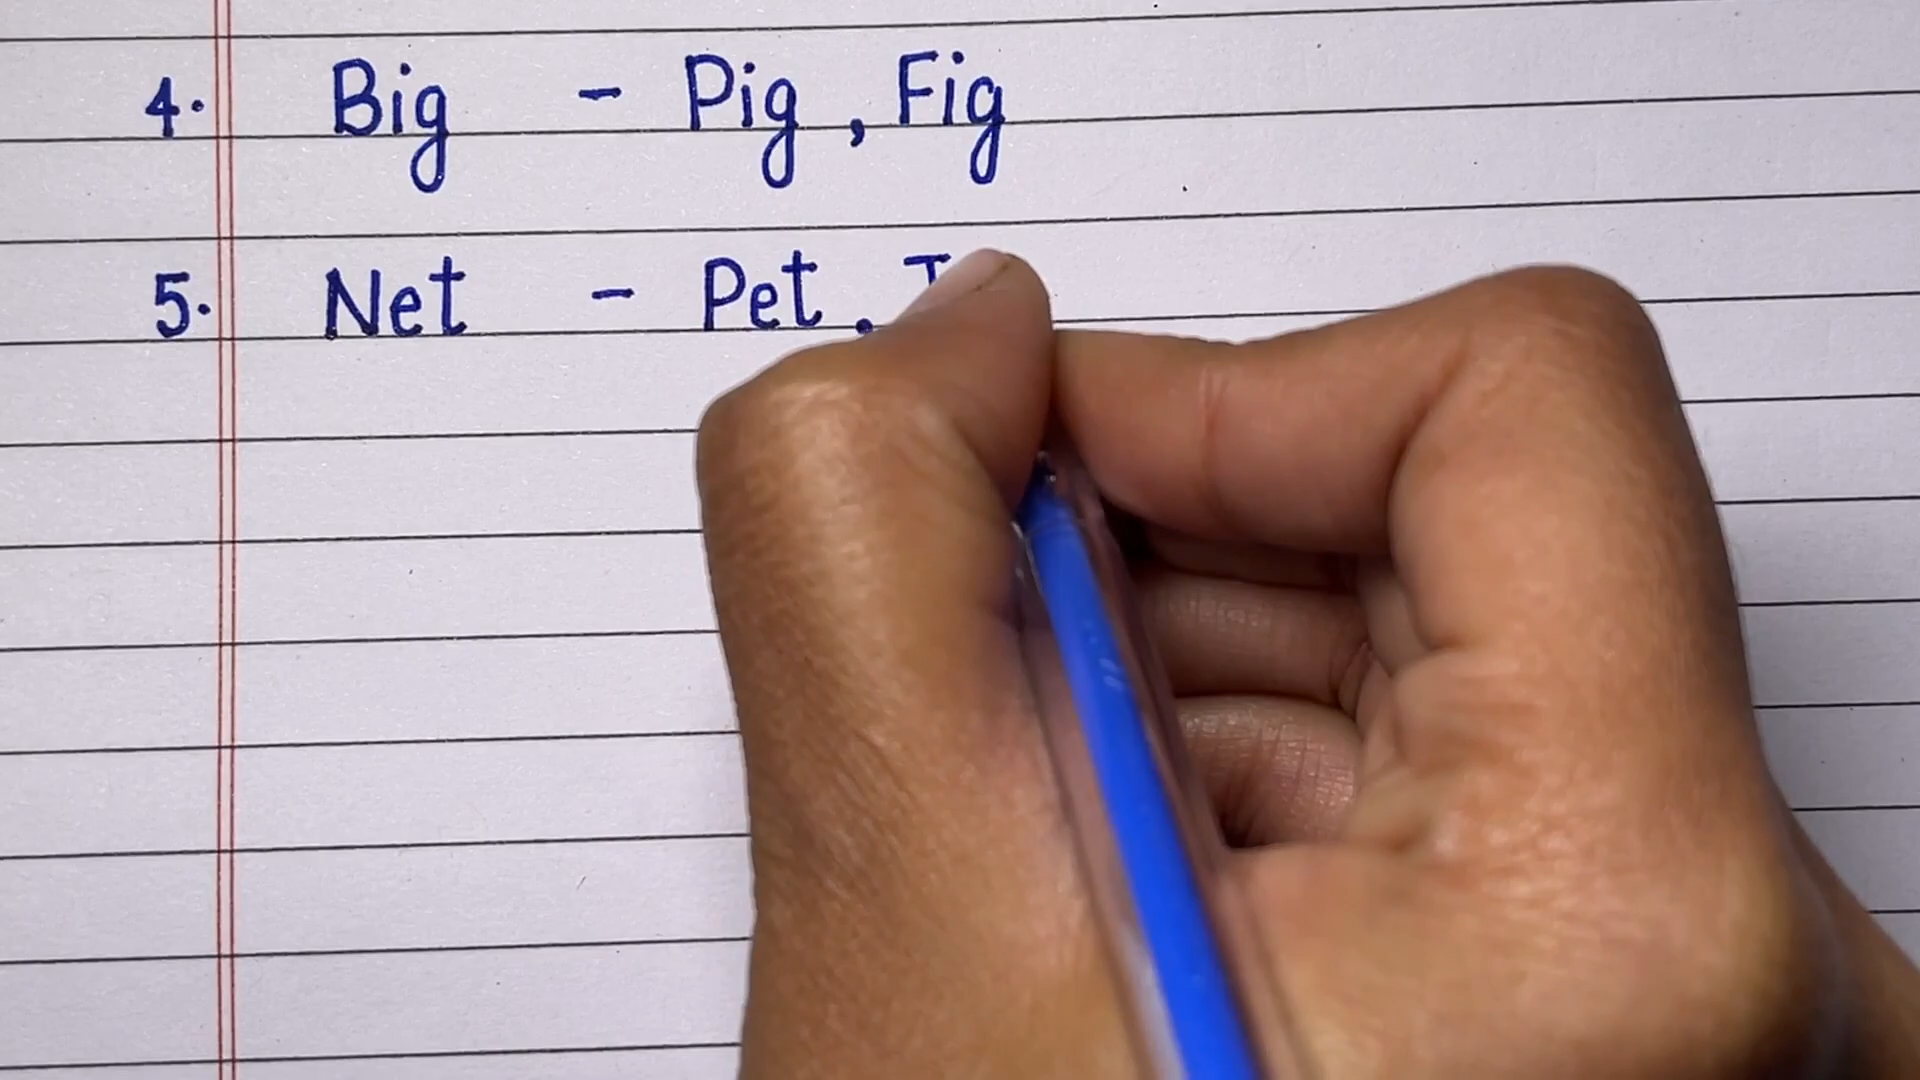 4. Big - Pig, Fig
5. Net - Pet,